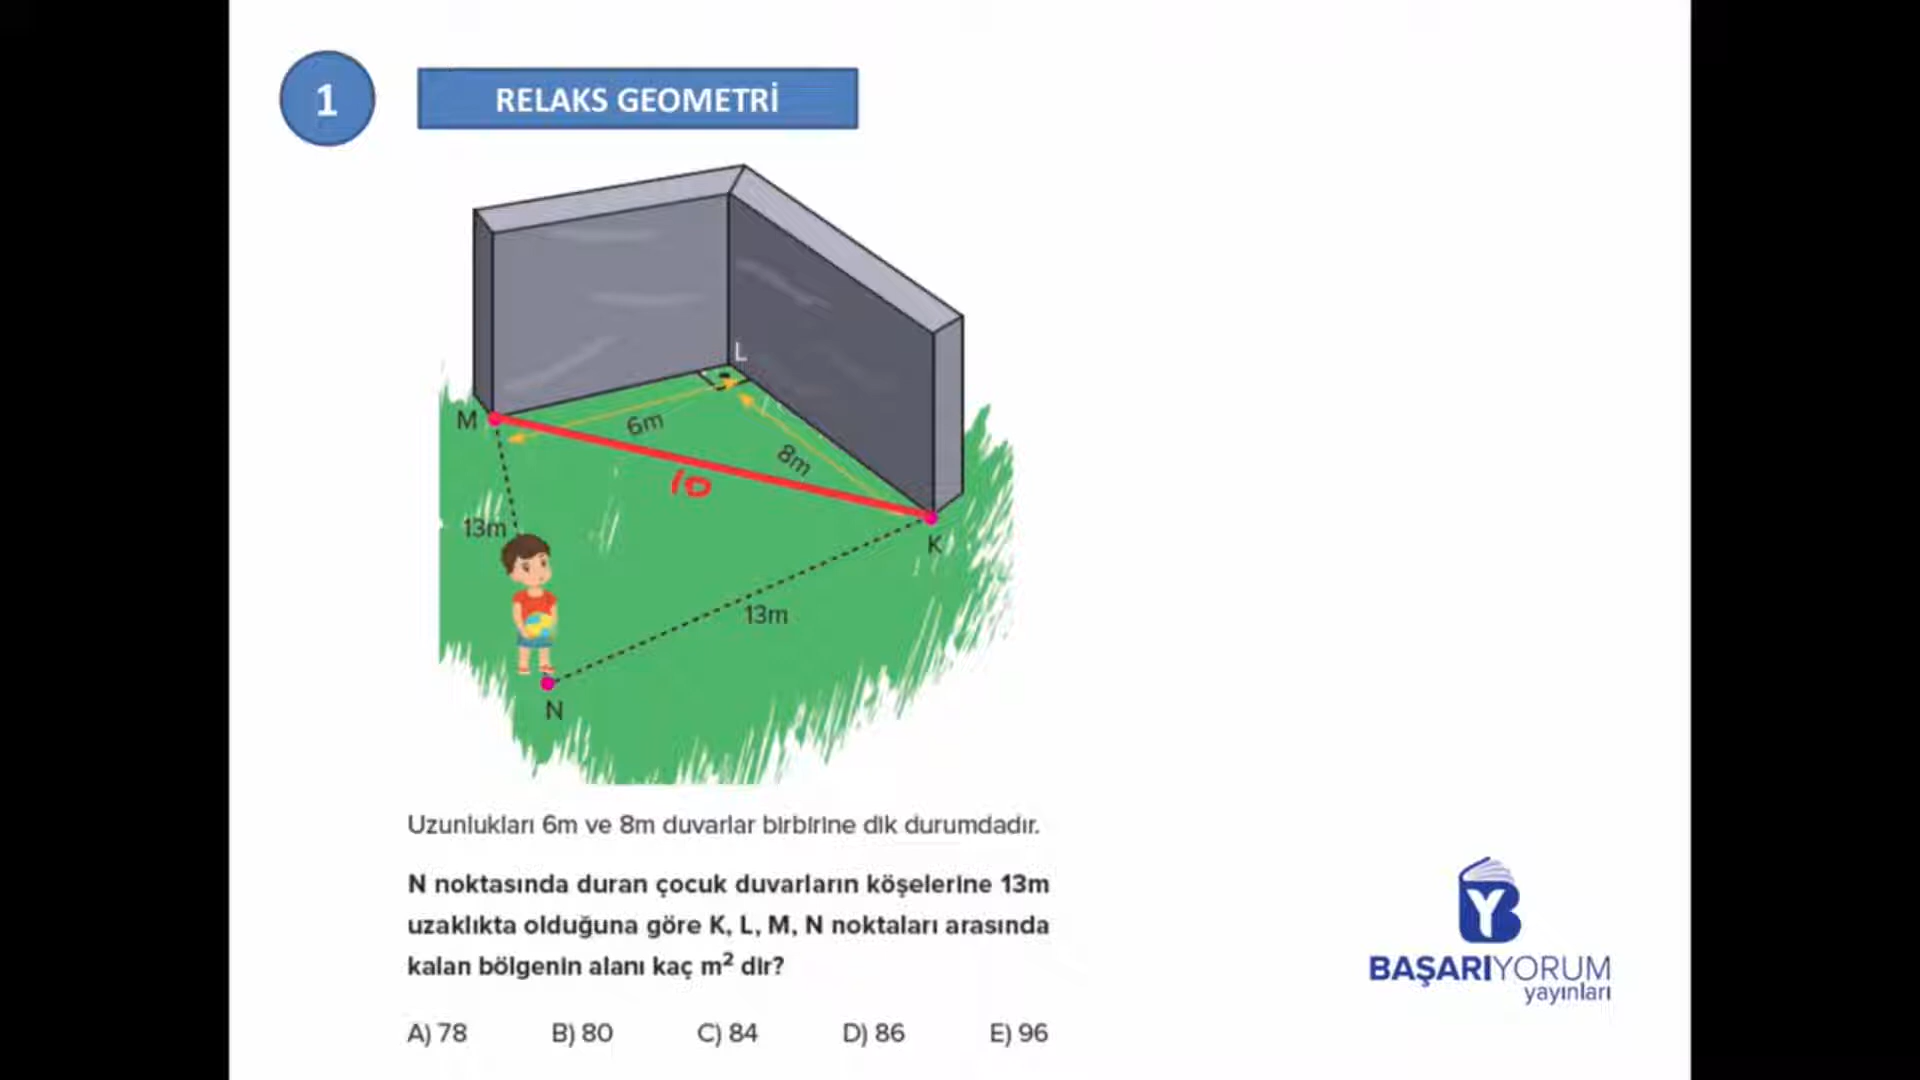 1
RELAKS GEOMETRİ
L
M
6m
8m
10
13m
K
13m
N
Uzunlukları 6m ve 8m duvarlar birbirine dik durumdadır.
N noktasında duran çocuk duvarların köşelerine 13m
uzaklıkta olduğuna göre K, L, M, N noktaları arasında
kalan bölgenin alanı kaç m² dir?
A) 78 B) 80 C) 84 D) 86 E) 96
BAŞARIYORUM
yayınları